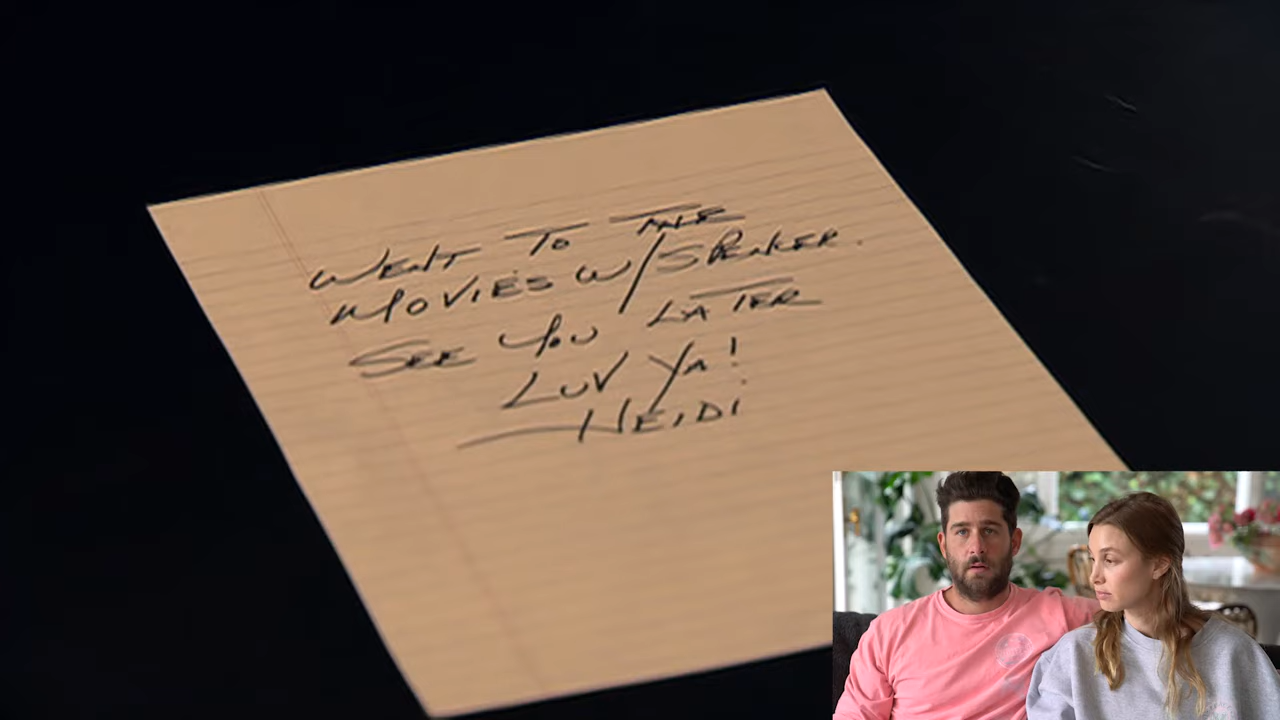 WENT TO THE
MOVIES W/SPENCER.
SEE YOU LATER
LUV YA!
—HEIDI